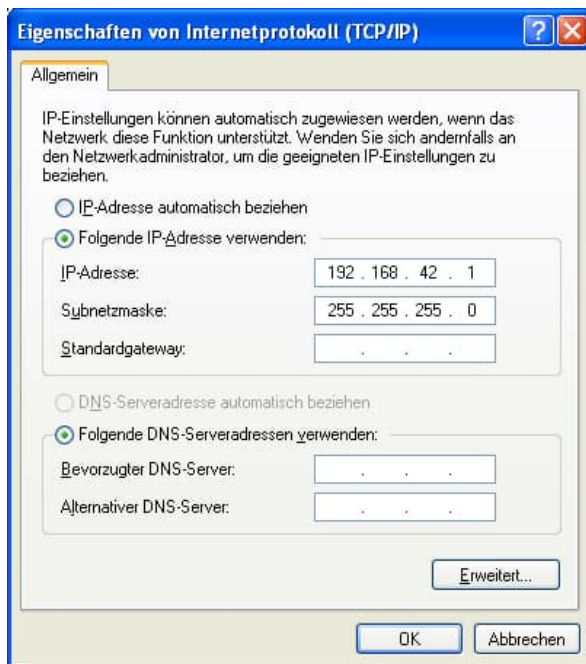 Eigenschaften von Internetprotokoll (TCP/IP)
Allgemein
IP-Einstellungen können automatisch zugewiesen werden, wenn das
Netzwerk diese Funktion unterstützt. Wenden Sie sich andernfalls an
den Netzwerkadministrator, um die geeigneten IP-Einstellungen zu
beziehen.
IP-Adresse automatisch beziehen
Folgende IP-Adresse verwenden:
IP-Adresse: 192 . 168 . 42 . 1
Subnetzmaske: 255 . 255 . 255 . 0
Standardgateway: . . .
DNS-Serveradresse automatisch beziehen
Folgende DNS-Serveradressen verwenden:
Bevorzugter DNS-Server: . . .
Alternativer DNS-Server: . . .
Erweitert...
OK Abbrechen